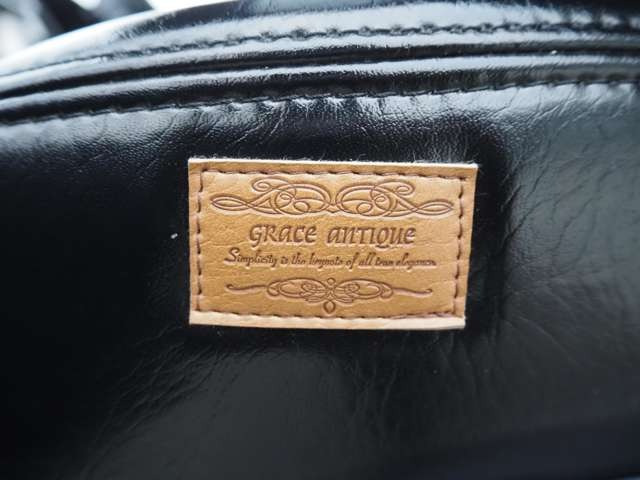 GRACE ANTIQUE
Simplicity is the keynote of all true elegance.